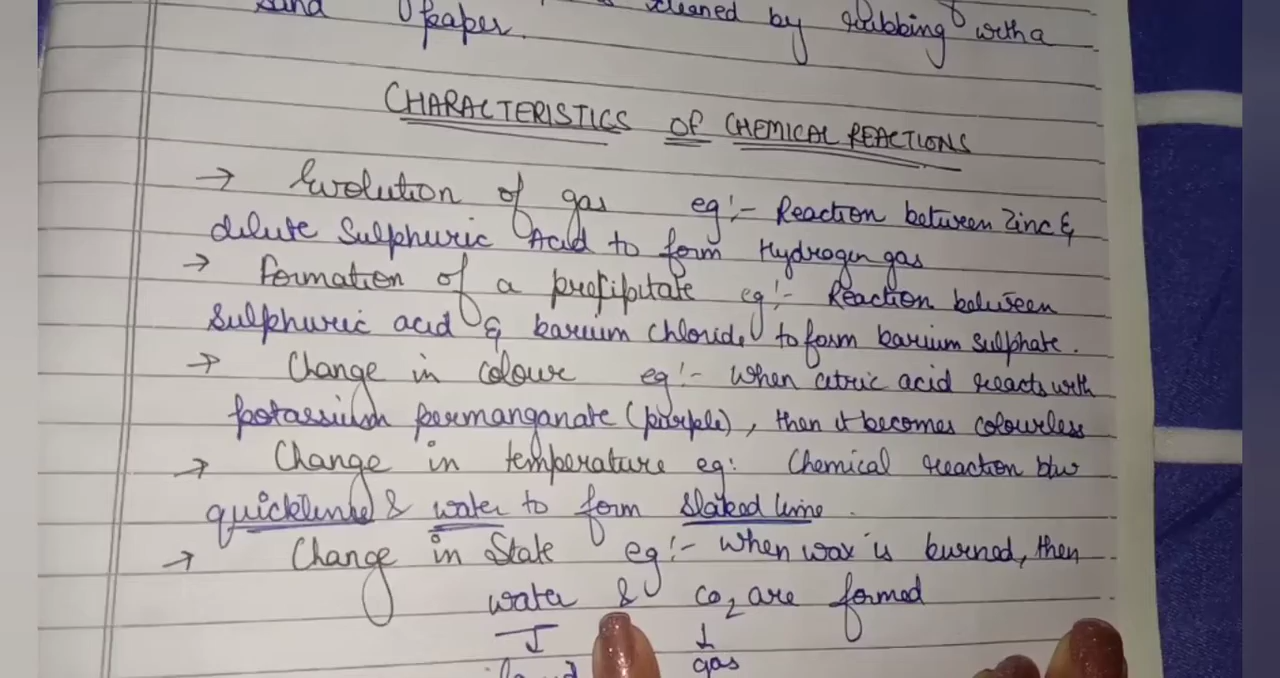 sand paper. cleaned by rubbing with a
CHARACTERISTICS OF CHEMICAL REACTIONS
→ Evolution of gas eg:- Reaction between Zinc &
dilute Sulphuric Acid to form Hydrogen gas
→ Formation of a precipitate eg:- Reaction between
Sulphuric acid & barium chloride to form barium sulphate.
→ Change in colour eg:- When citric acid reacts with
potassium permanganate (purple), then it becomes colourless
→ Change in temperature eg: Chemical reaction btw
quicklime & water to form slaked lime.
→ Change in State eg:- When wax is burned, then
water & CO2 are formed
↓ ↓
gas